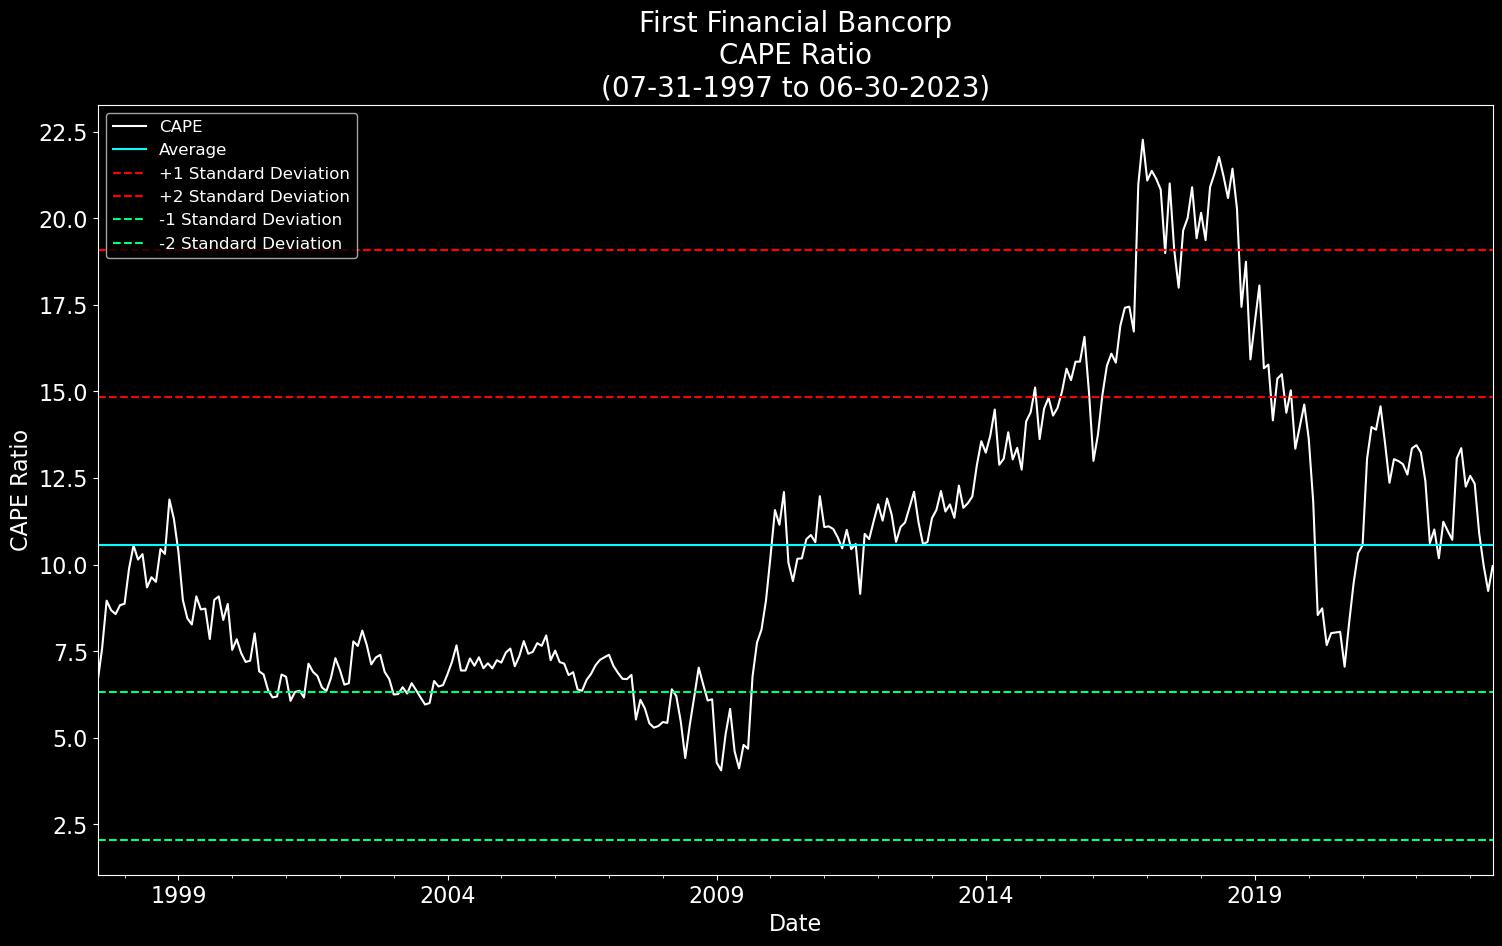 First Financial Bancorp
CAPE Ratio
(07-31-1997 to 06-30-2023)
CAPE
Average
+1 Standard Deviation
+2 Standard Deviation
-1 Standard Deviation
-2 Standard Deviation
CAPE Ratio
22.5
20.0
17.5
15.0
12.5
10.0
7.5
5.0
2.5
1999
2004
2009
2014
2019
Date